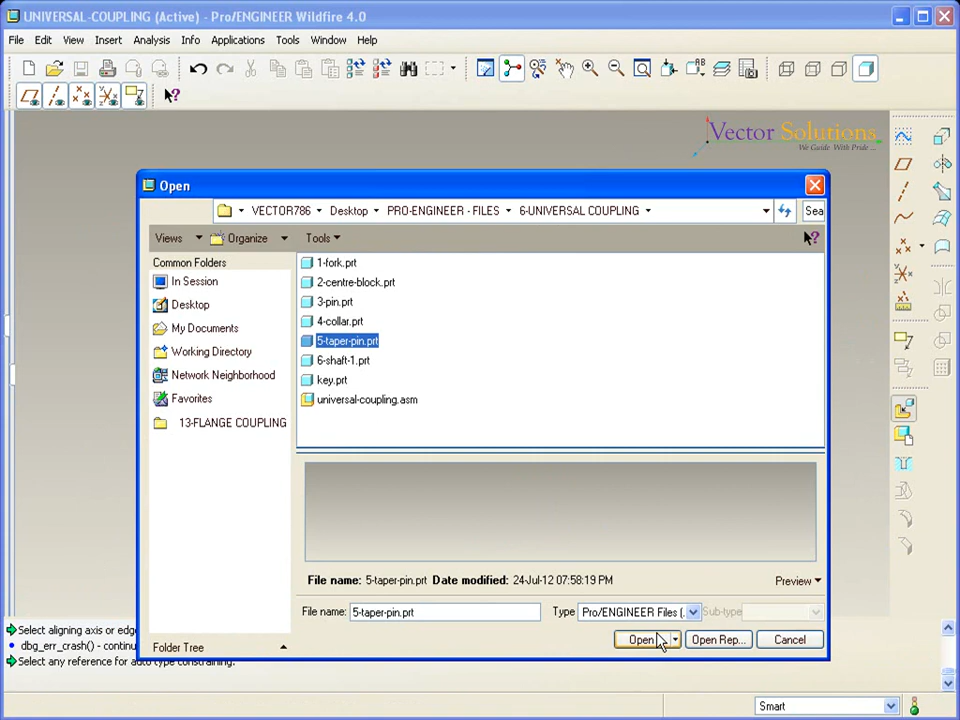 UNIVERSAL-COUPLING (Active) - Pro/ENGINEER Wildfire 4.0
File Edit View Insert Analysis Info Applications Tools Window Help
Vector Solutions
We Guide With Pride ...
Open
VECTOR786 Desktop PRO-ENGINEER - FILES 6-UNIVERSAL COUPLING Sea
Views Organize Tools
Common Folders
In Session
Desktop
My Documents
Working Directory
Network Neighborhood
Favorites
13-FLANGE COUPLING
1-fork.prt
2-centre-block.prt
3-pin.prt
4-collar.prt
5-taper-pin.prt
6-shaft-1.prt
key.prt
universal-coupling.asm
File name: 5-taper-pin.prt Date modified: 24-Jul-12 07:58:19 PM Preview
File name: 5-taper-pin.prt Type Pro/ENGINEER Files (. Sub-type
Open Open Rep... Cancel
Folder Tree
Select aligning axis or edg
dbg_err_crash() - continu
Select any reference for auto type constraining.
Smart